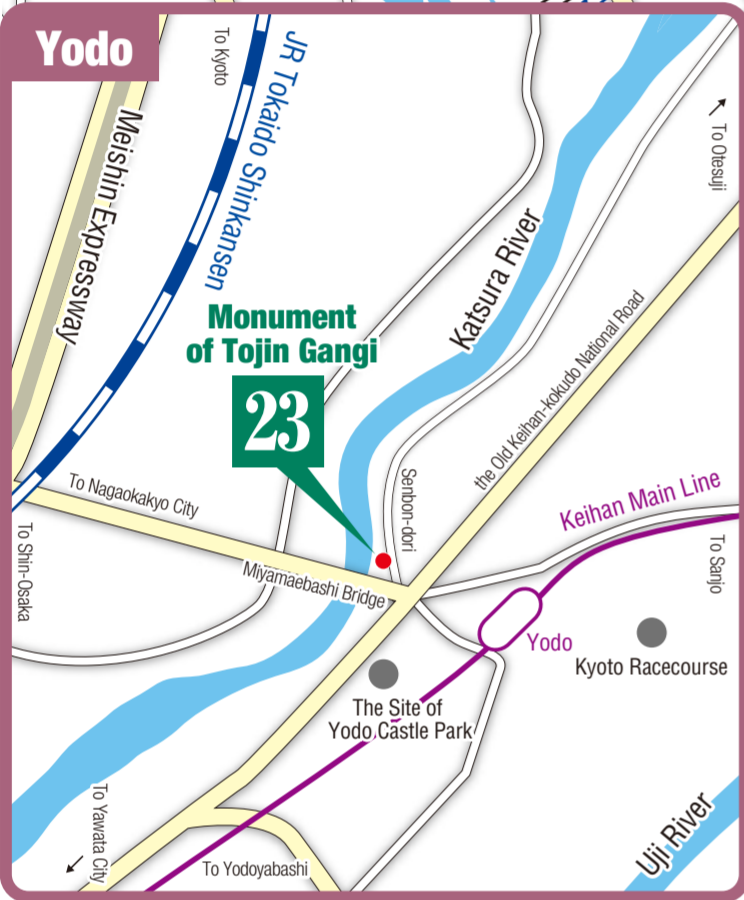 Yodo
To Kyoto
JR Tokaido Shinkansen
Meishin Expressway
To Otesuji
Katsura River
Monument
of Tojin Gangi
23
the Old Keihan-kokudo National Road
To Nagaokakyo City
Senbon-dori
Keihan Main Line
To Shin-Osaka
Miyamaebashi Bridge
To Sanjo
Yodo
Kyoto Racecourse
The Site of
Yodo Castle Park
To Yawata City
Uji River
To Yodoyabashi